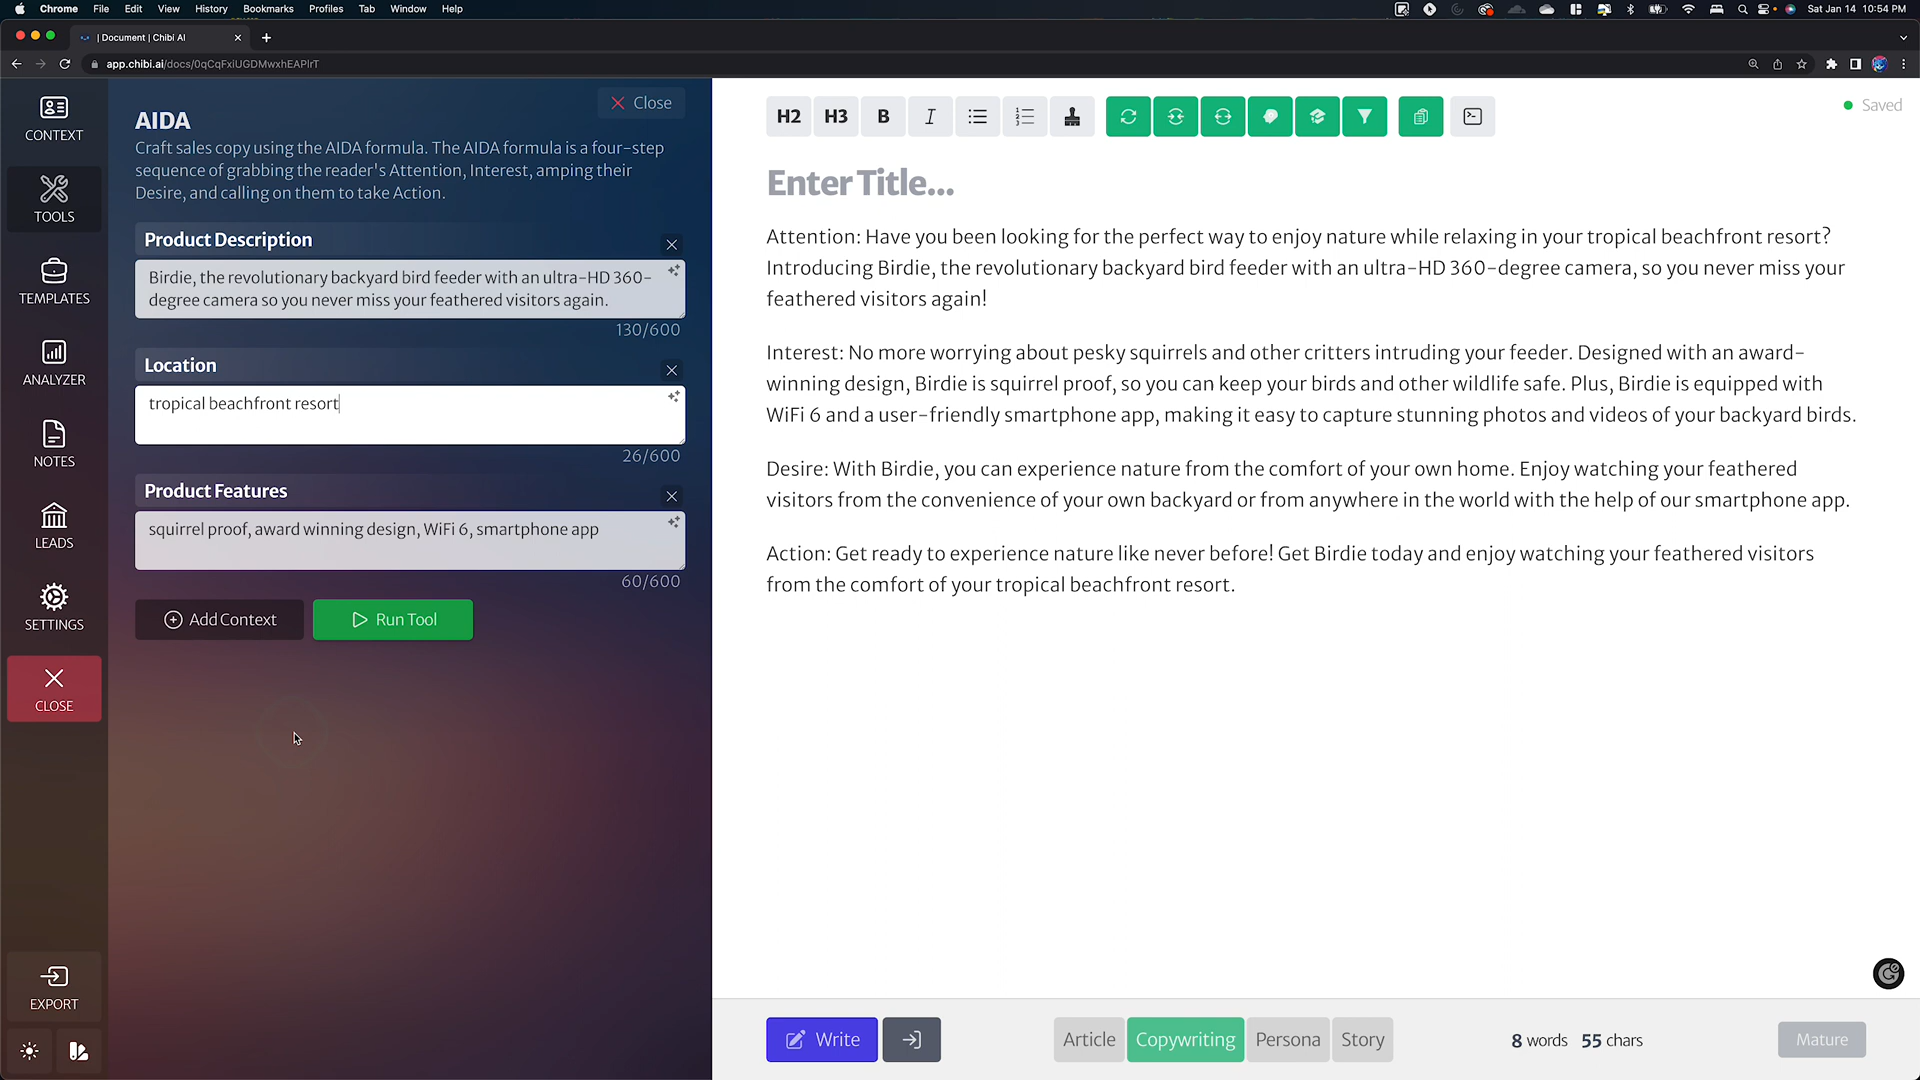 Chrome File Edit View History Bookmarks Profiles Tab Window Help Sat Jan 14 10:54 PM
| Document | Chibi AI
app.chibi.ai/docs/0qCqFxiUGDMwxhEAPlrT
CONTEXT
TOOLS
TEMPLATES
ANALYZER
NOTES
LEADS
SETTINGS
CLOSE
EXPORT
AIDA
Close
Craft sales copy using the AIDA formula. The AIDA formula is a four-step
sequence of grabbing the reader's Attention, Interest, amping their
Desire, and calling on them to take Action.
Product Description
Birdie, the revolutionary backyard bird feeder with an ultra-HD 360-
degree camera so you never miss your feathered visitors again.
130/600
Location
tropical beachfront resort
26/600
Product Features
squirrel proof, award winning design, WiFi 6, smartphone app
60/600
Add Context
Run Tool
H2 H3 B I
Saved
Enter Title...
Attention: Have you been looking for the perfect way to enjoy nature while relaxing in your tropical beachfront resort?
Introducing Birdie, the revolutionary backyard bird feeder with an ultra-HD 360-degree camera, so you never miss your
feathered visitors again!
Interest: No more worrying about pesky squirrels and other critters intruding your feeder. Designed with an award-
winning design, Birdie is squirrel proof, so you can keep your birds and other wildlife safe. Plus, Birdie is equipped with
WiFi 6 and a user-friendly smartphone app, making it easy to capture stunning photos and videos of your backyard birds.
Desire: With Birdie, you can experience nature from the comfort of your own home. Enjoy watching your feathered
visitors from the convenience of your own backyard or from anywhere in the world with the help of our smartphone app.
Action: Get ready to experience nature like never before! Get Birdie today and enjoy watching your feathered visitors
from the comfort of your tropical beachfront resort.
Write
Article Copywriting Persona Story
8 words 55 chars
Mature